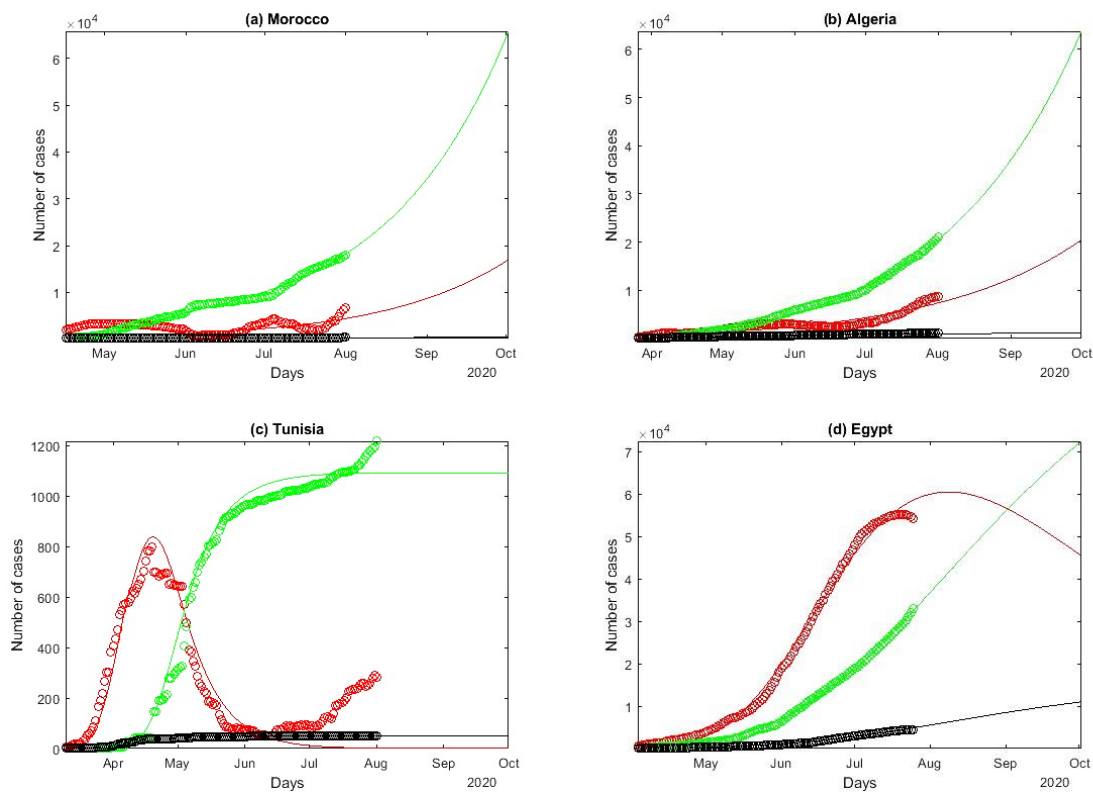 (a) Morocco
× 10⁴
6
5
4
3
2
1
Number of cases
May Jun Jul Aug Sep Oct
Days
2020
(b) Algeria
× 10⁴
6
5
4
3
2
1
Number of cases
Apr May Jun Jul Aug Sep Oct
Days
2020
(c) Tunisia
1200
1000
800
600
400
200
0
Number of cases
Apr May Jun Jul Aug Sep Oct
Days
2020
(d) Egypt
× 10⁴
7
6
5
4
3
2
1
Number of cases
May Jun Jul Aug Sep Oct
Days
2020